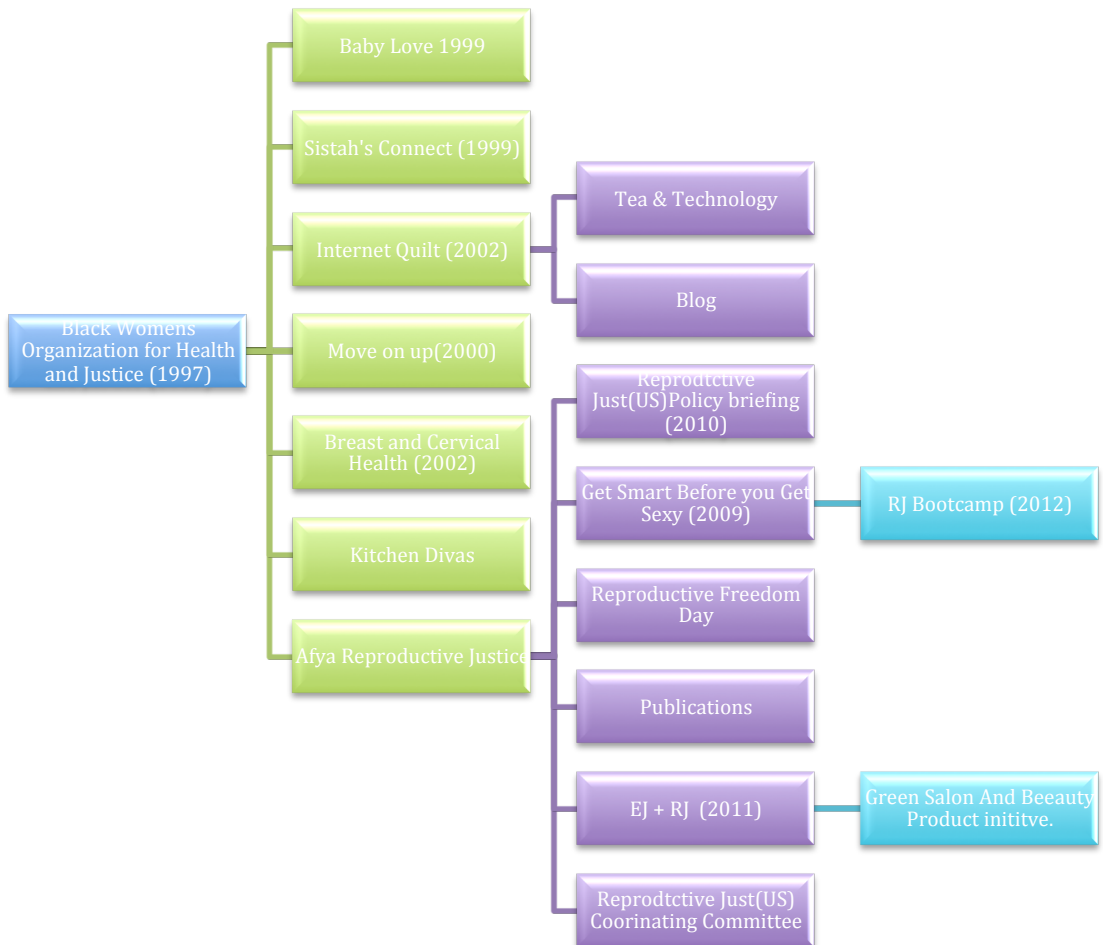 Baby Love 1999
Sistah's Connect (1999)
Tea & Technology
Internet Quilt (2002)
Blog
Black Womens
Organization for Health
and Justice (1997)
Move on up(2000)
Reprodtctive
Just(US)Policy briefing
(2010)
Breast and Cervical
Health (2002)
Get Smart Before you Get
Sexy (2009)
RJ Bootcamp (2012)
Kitchen Divas
Reproductive Freedom
Day
Afya Reproductive Justice
Publications
EJ + RJ  (2011)
Green Salon And Beeauty
Product inititve.
Reprodtctive Just(US)
Coorinating Committee